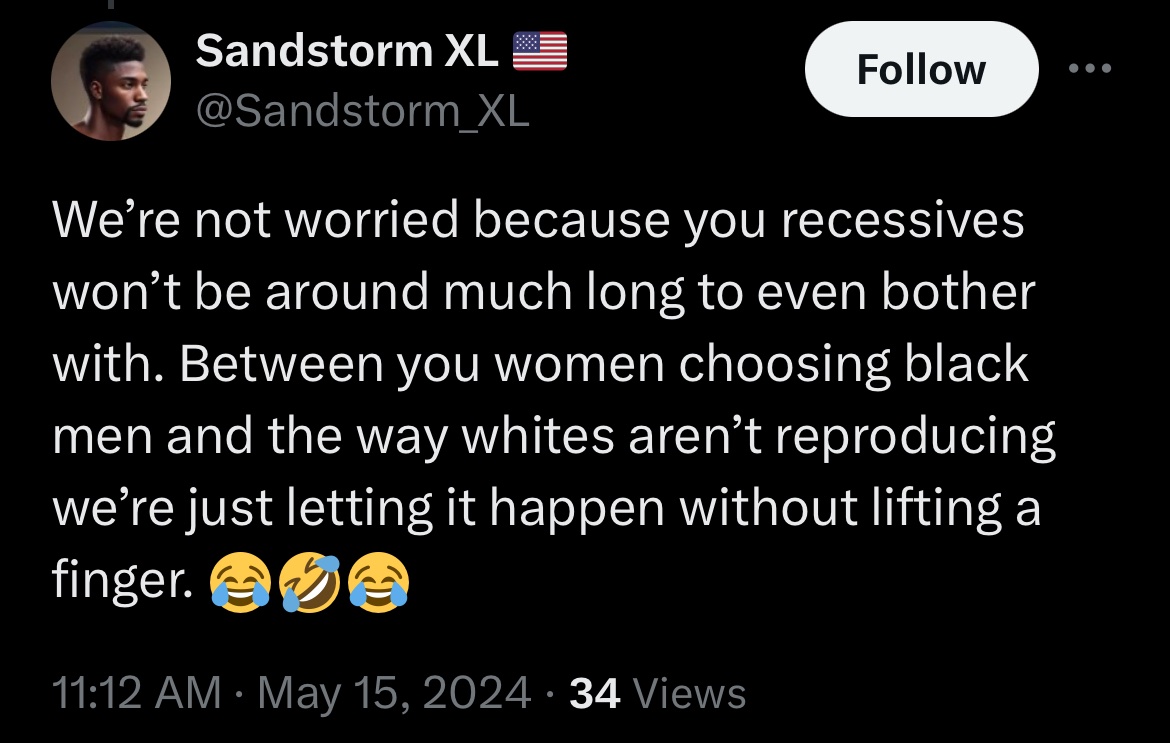 Sandstorm XL 🇺🇸
@Sandstorm_XL
Follow
We’re not worried because you recessives
won’t be around much long to even bother
with. Between you women choosing black
men and the way whites aren’t reproducing
we’re just letting it happen without lifting a
finger. 😂🤣😂
11:12 AM · May 15, 2024 · 34 Views